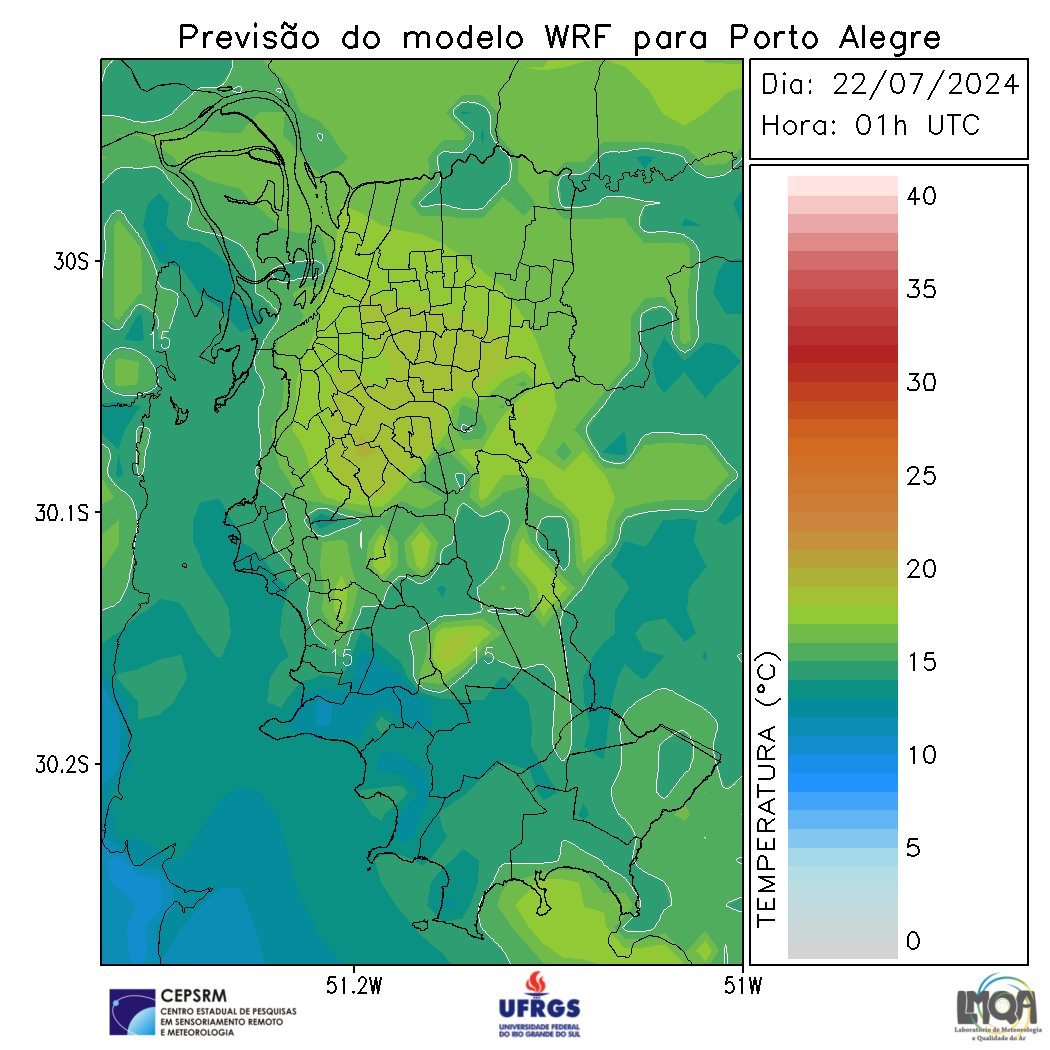 Previsão do modelo WRF para Porto Alegre
Dia: 22/07/2024
Hora: 01h UTC
30S
30.1S
30.2S
51.2W
51W
15
15
15
TEMPERATURA (°C)
40
35
30
25
20
15
10
5
0
CEPSRM
CENTRO ESTADUAL DE PESQUISAS
EM SENSORIAMENTO REMOTO
E METEOROLOGIA
UFRGS
UNIVERSIDADE FEDERAL
DO RIO GRANDE DO SUL
LMQA
Laboratório de Meteorologia
e Qualidade do Ar